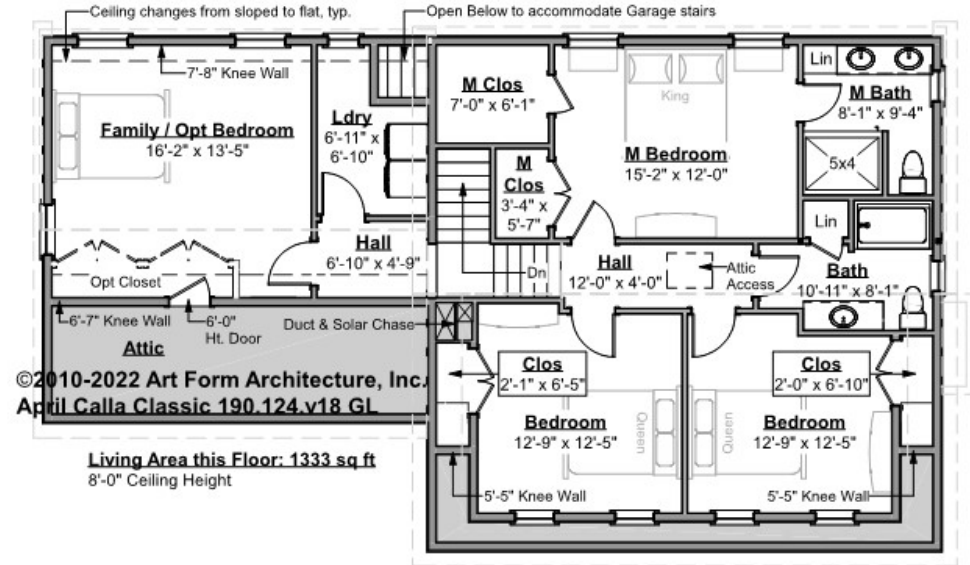 Ceiling changes from sloped to flat, typ.
Open Below to accommodate Garage stairs
7'-8" Knee Wall
Family / Opt Bedroom
16'-2" x 13'-5"
Ldry
6'-11" x
6'-10"
M Clos
7'-0" x 6'-1"
M
Clos
3'-4" x
5'-7"
King
M Bedroom
15'-2" x 12'-0"
Lin
M Bath
8'-1" x 9'-4"
5x4
Lin
Hall
6'-10" x 4'-9"
Opt Closet
Dn
Hall
12'-0" x 4'-0"
Attic
Access
Bath
10'-11" x 8'-1"
6'-7" Knee Wall
6'-0"
Ht. Door
Duct & Solar Chase
Attic
©2010-2022 Art Form Architecture, Inc.
April Calla Classic 190.124.v18 GL
Clos
2'-1" x 6'-5"
Bedroom
12'-9" x 12'-5"
Queen
Clos
2'-0" x 6'-10"
Bedroom
12'-9" x 12'-5"
Queen
Living Area this Floor: 1333 sq ft
8'-0" Ceiling Height
5'-5" Knee Wall
5'-5" Knee Wall